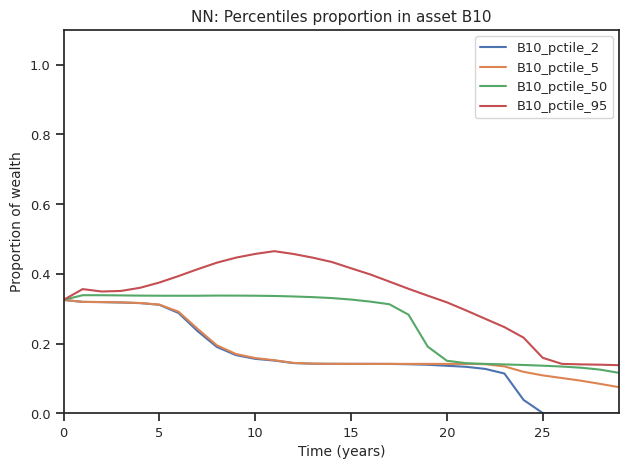 NN: Percentiles proportion in asset B10
B10_pctile_2
B10_pctile_5
B10_pctile_50
B10_pctile_95
Proportion of wealth
1.0
0.8
0.6
0.4
0.2
0.0
0 5 10 15 20 25
Time (years)